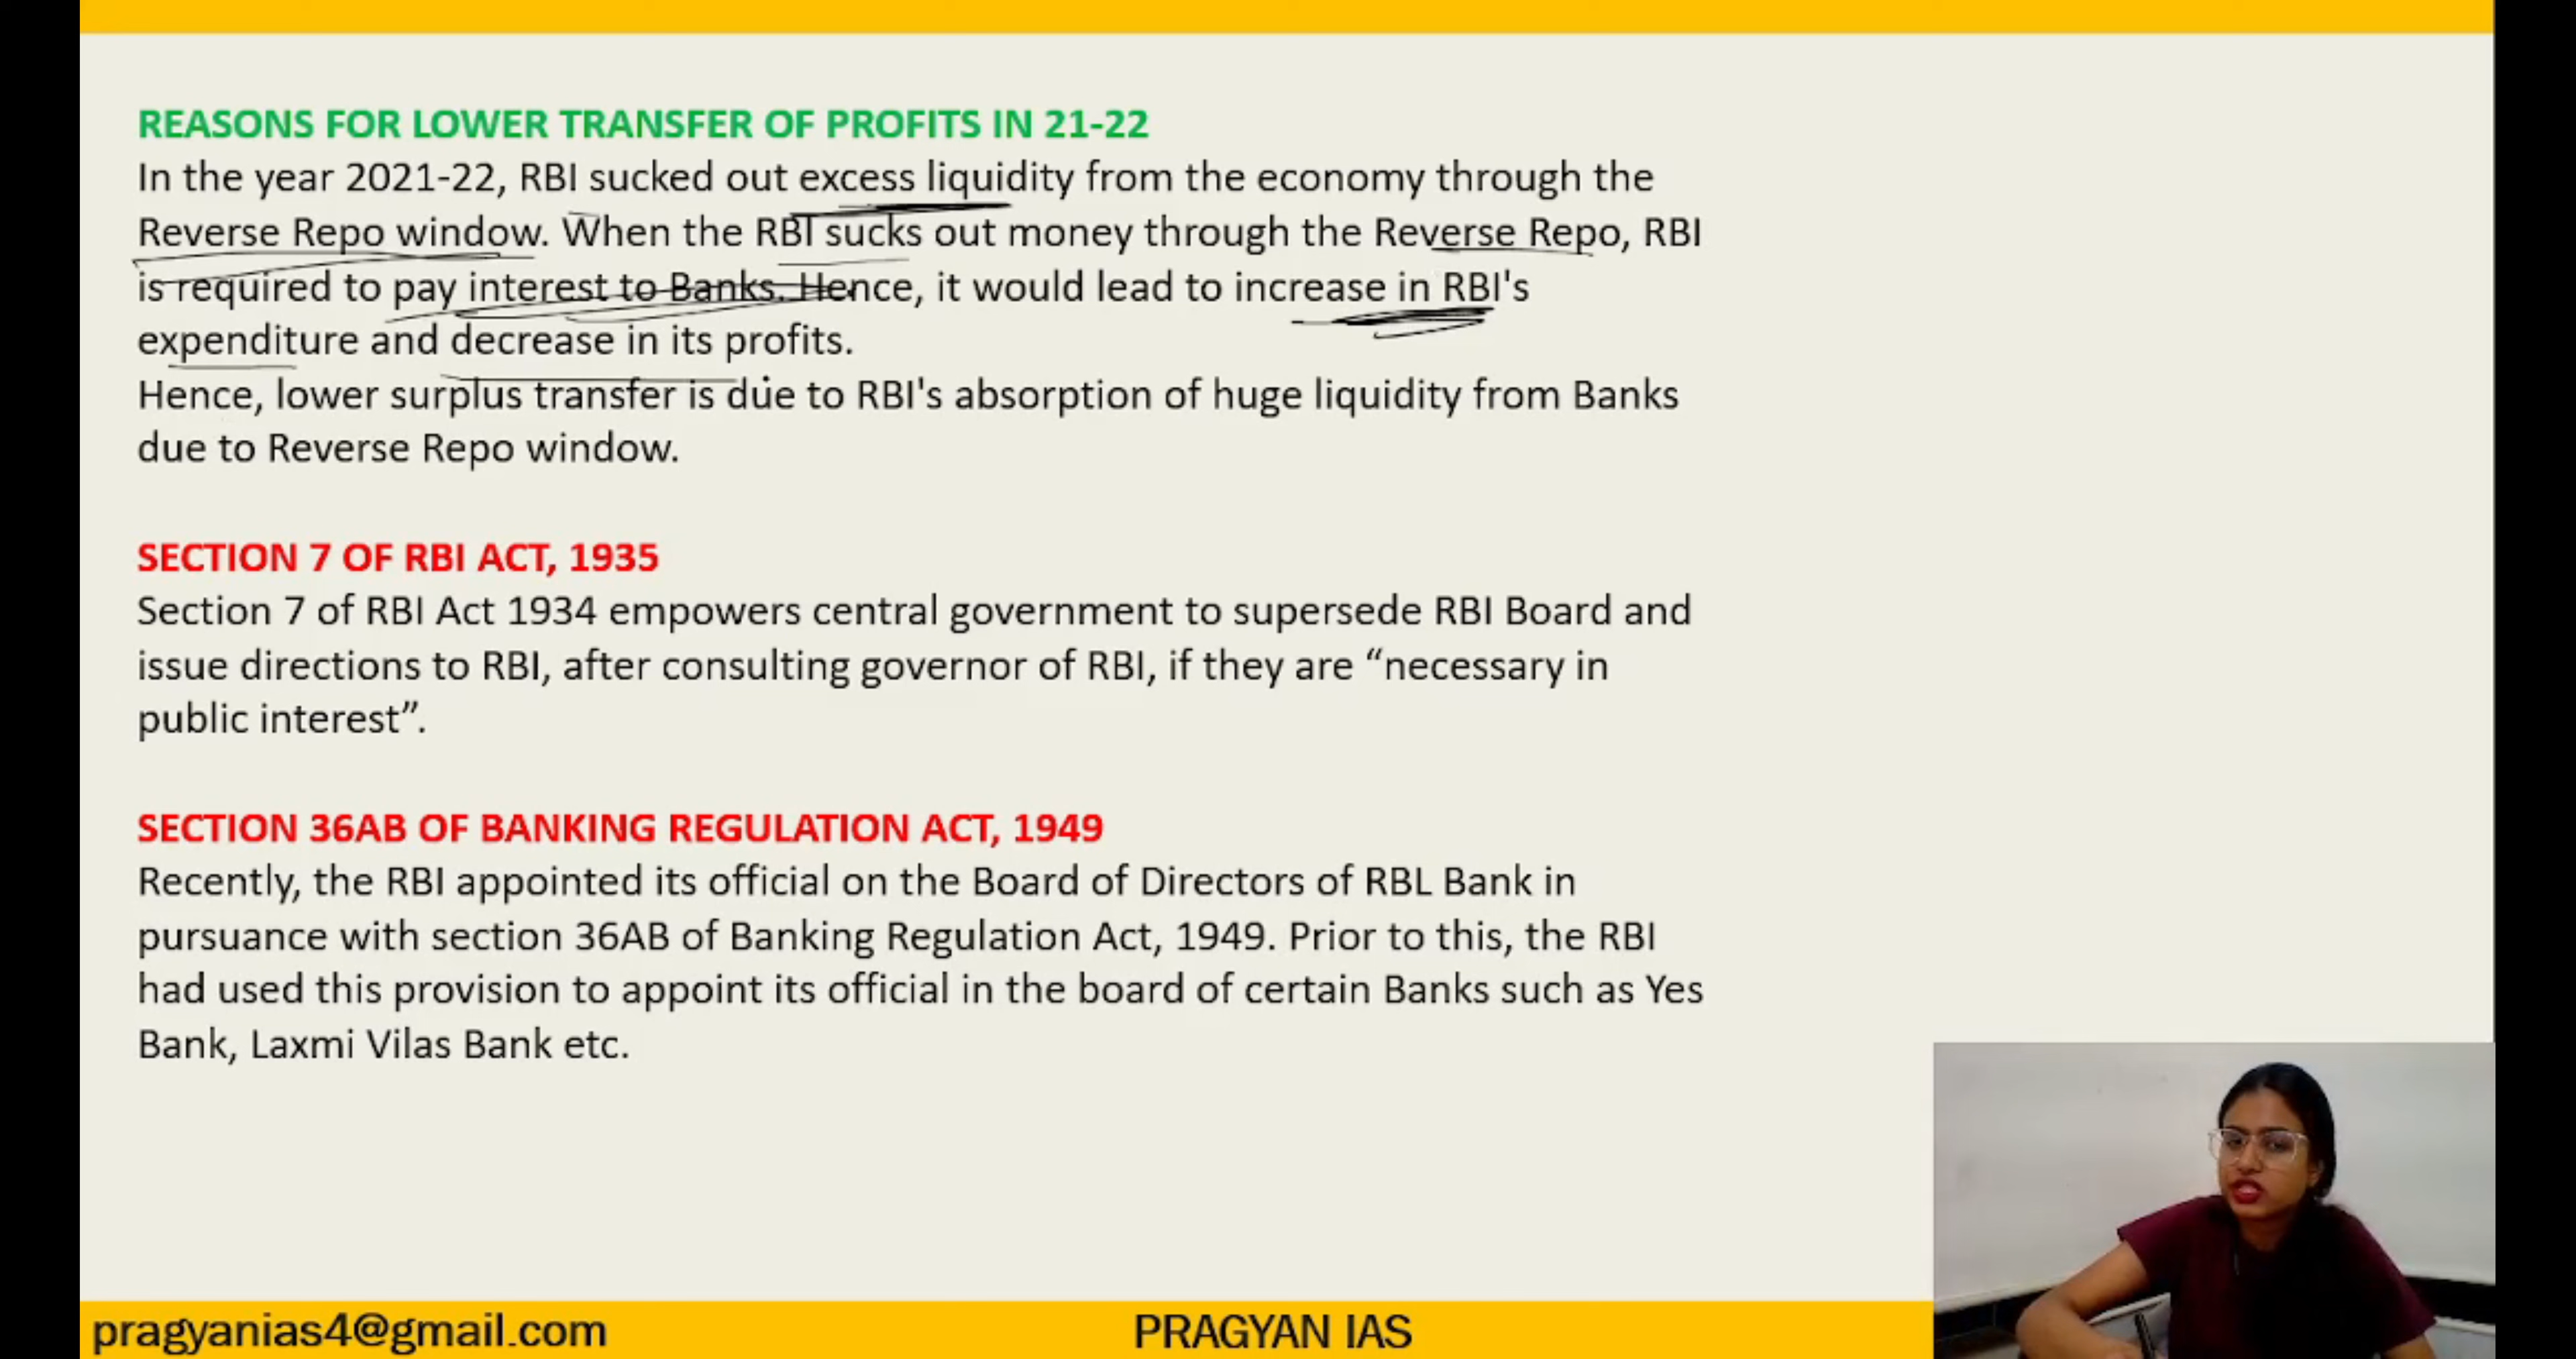 REASONS FOR LOWER TRANSFER OF PROFITS IN 21-22
In the year 2021-22, RBI sucked out excess liquidity from the economy through the
Reverse Repo window. When the RBI sucks out money through the Reverse Repo, RBI
is required to pay interest to Banks. Hence, it would lead to increase in RBI's
expenditure and decrease in its profits.
Hence, lower surplus transfer is due to RBI's absorption of huge liquidity from Banks
due to Reverse Repo window.
SECTION 7 OF RBI ACT, 1935
Section 7 of RBI Act 1934 empowers central government to supersede RBI Board and
issue directions to RBI, after consulting governor of RBI, if they are “necessary in
public interest”.
SECTION 36AB OF BANKING REGULATION ACT, 1949
Recently, the RBI appointed its official on the Board of Directors of RBL Bank in
pursuance with section 36AB of Banking Regulation Act, 1949. Prior to this, the RBI
had used this provision to appoint its official in the board of certain Banks such as Yes
Bank, Laxmi Vilas Bank etc.
pragyanias4@gmail.com
PRAGYAN IAS